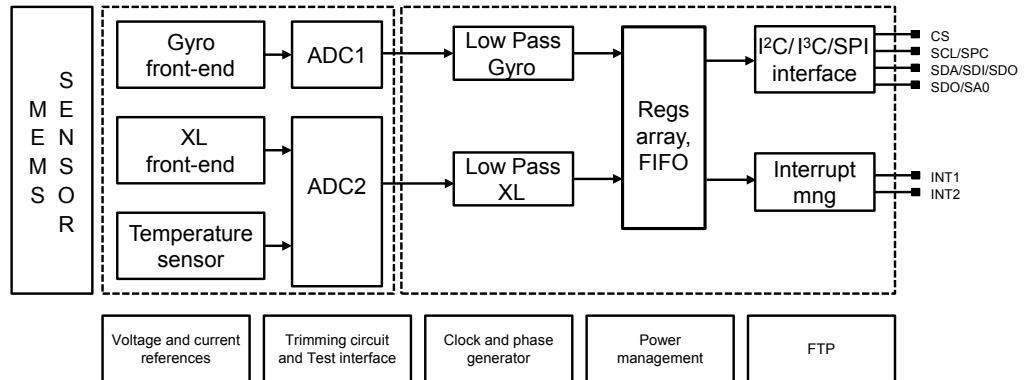 MEMS
SENSOR
Gyro
front-end
XL
front-end
Temperature
sensor
ADC1
ADC2
Low Pass
Gyro
Low Pass
XL
Regs
array,
FIFO
I²C/I³C/SPI
interface
Interrupt
mng
CS
SCL/SPC
SDA/SDI/SDO
SDO/SA0
INT1
INT2
Voltage and current
references
Trimming circuit
and Test interface
Clock and phase
generator
Power
management
FTP